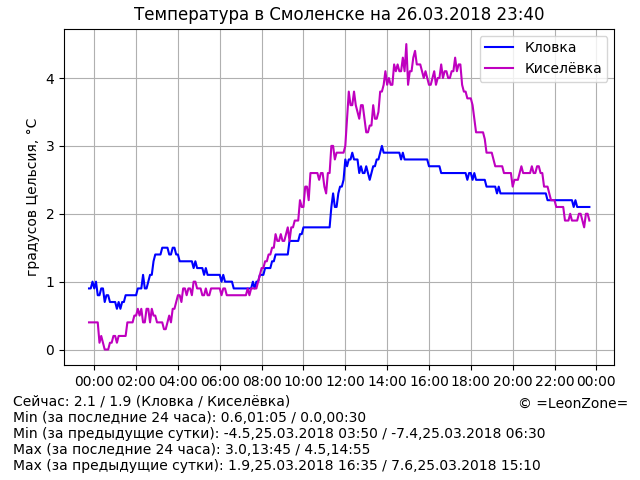 Температура в Смоленске на 26.03.2018 23:40
Кловка
Киселёвка
градусов Цельсия, °C
4
3
2
1
0
00:00 02:00 04:00 06:00 08:00 10:00 12:00 14:00 16:00 18:00 20:00 22:00 00:00
Сейчас: 2.1 / 1.9 (Кловка / Киселёвка)
© =LeonZone=
Min (за последние 24 часа): 0.6,01:05 / 0.0,00:30
Min (за предыдущие сутки): -4.5,25.03.2018 03:50 / -7.4,25.03.2018 06:30
Max (за последние 24 часа): 3.0,13:45 / 4.5,14:55
Max (за предыдущие сутки): 1.9,25.03.2018 16:35 / 7.6,25.03.2018 15:10